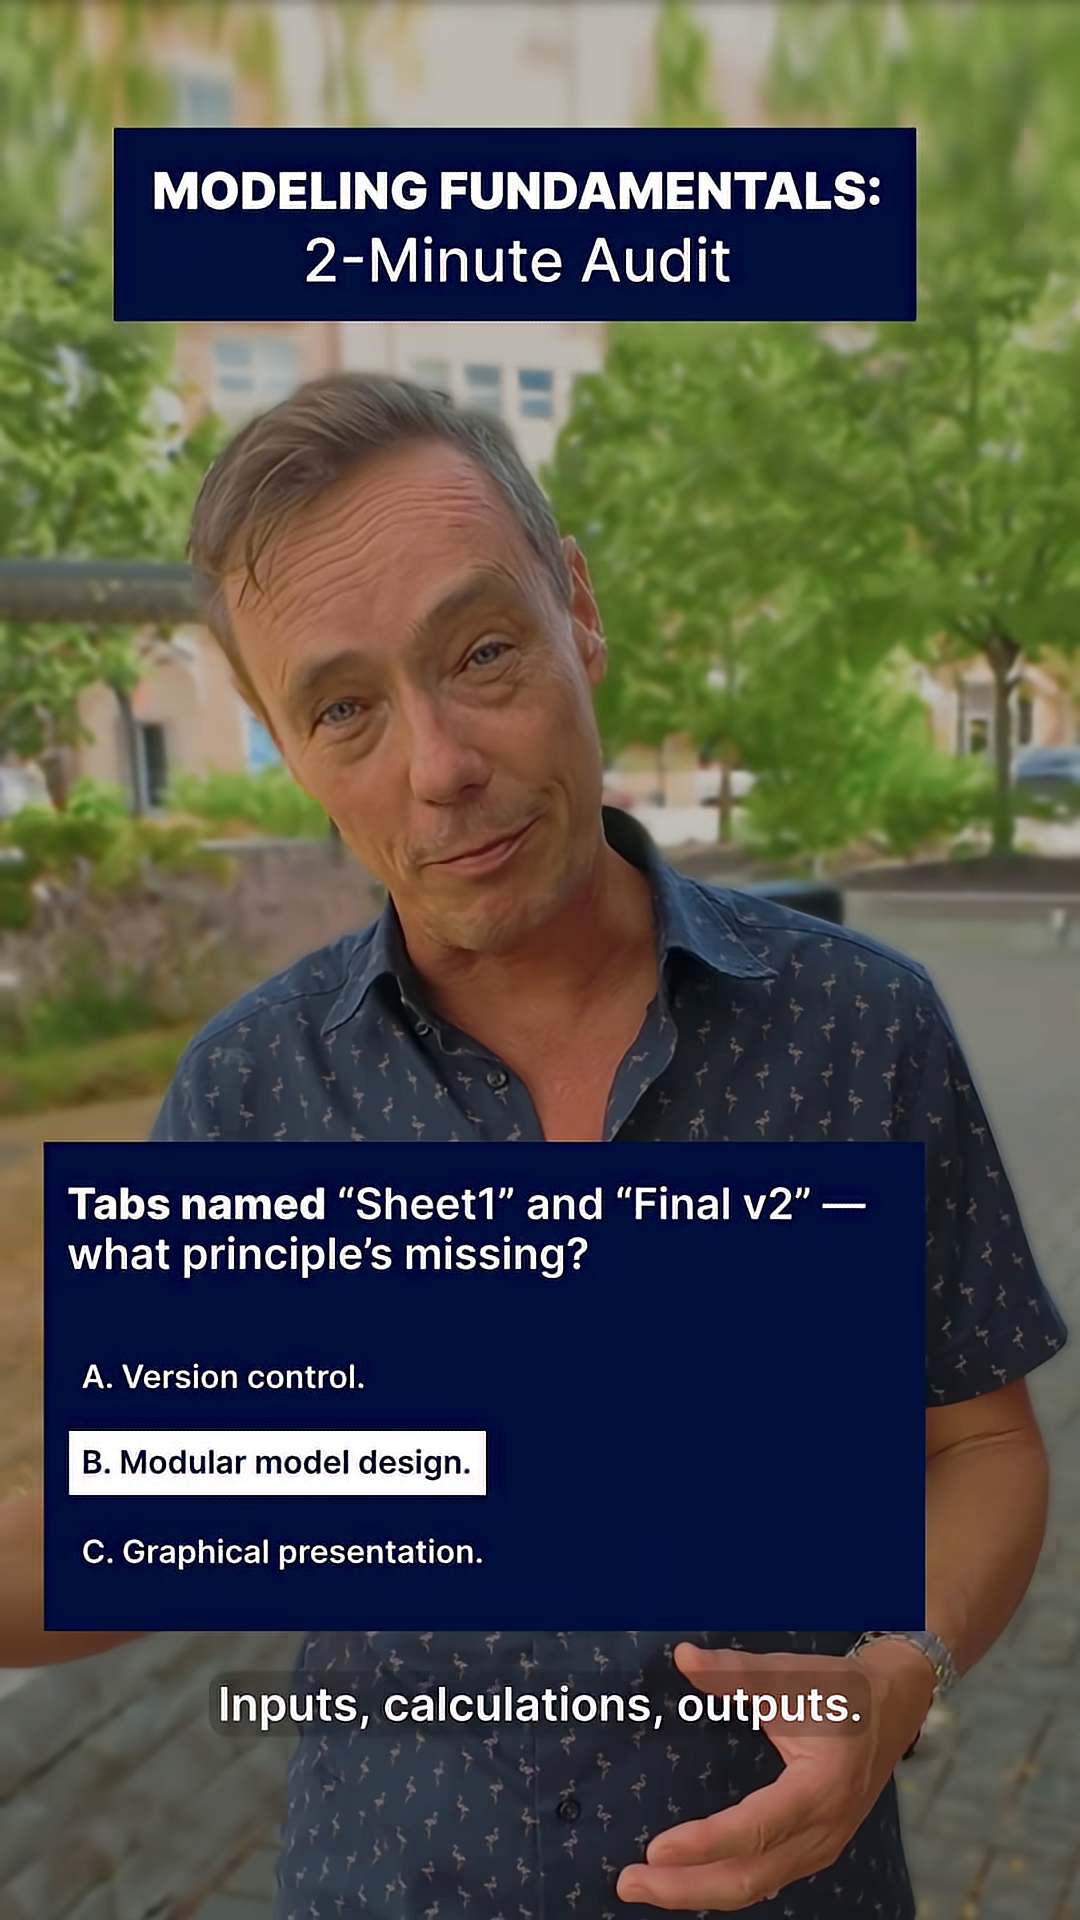 MODELING FUNDAMENTALS:
2-Minute Audit
Tabs named “Sheet1” and “Final v2” —
what principle’s missing?
A. Version control.
B. Modular model design.
C. Graphical presentation.
Inputs, calculations, outputs.